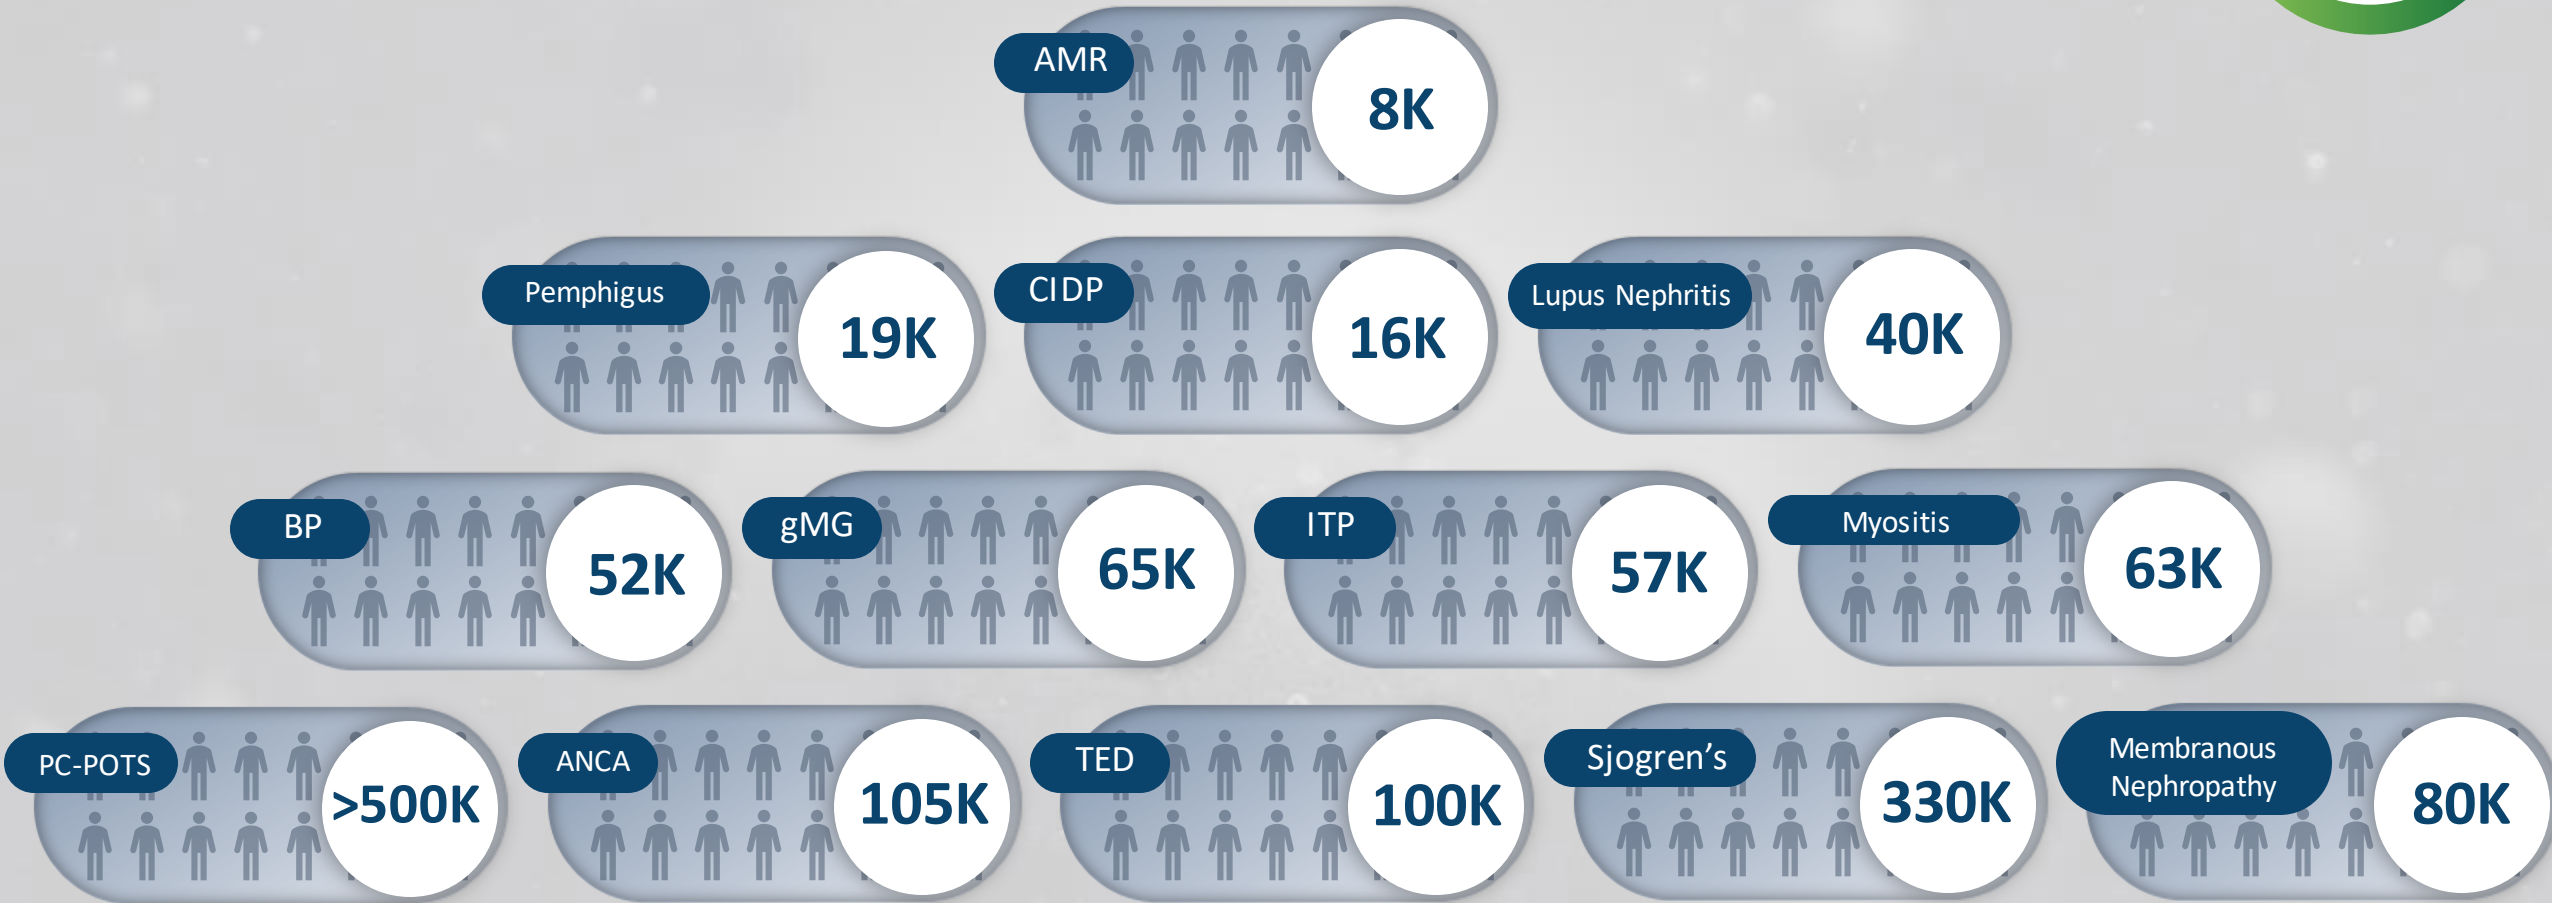 AMR
8K
Pemphigus
19K
CIDP
16K
Lupus Nephritis
40K
BP
52K
gMG
65K
ITP
57K
Myositis
63K
PC-POTS
>500K
ANCA
105K
TED
100K
Sjogren’s
330K
Membranous
Nephropathy
80K